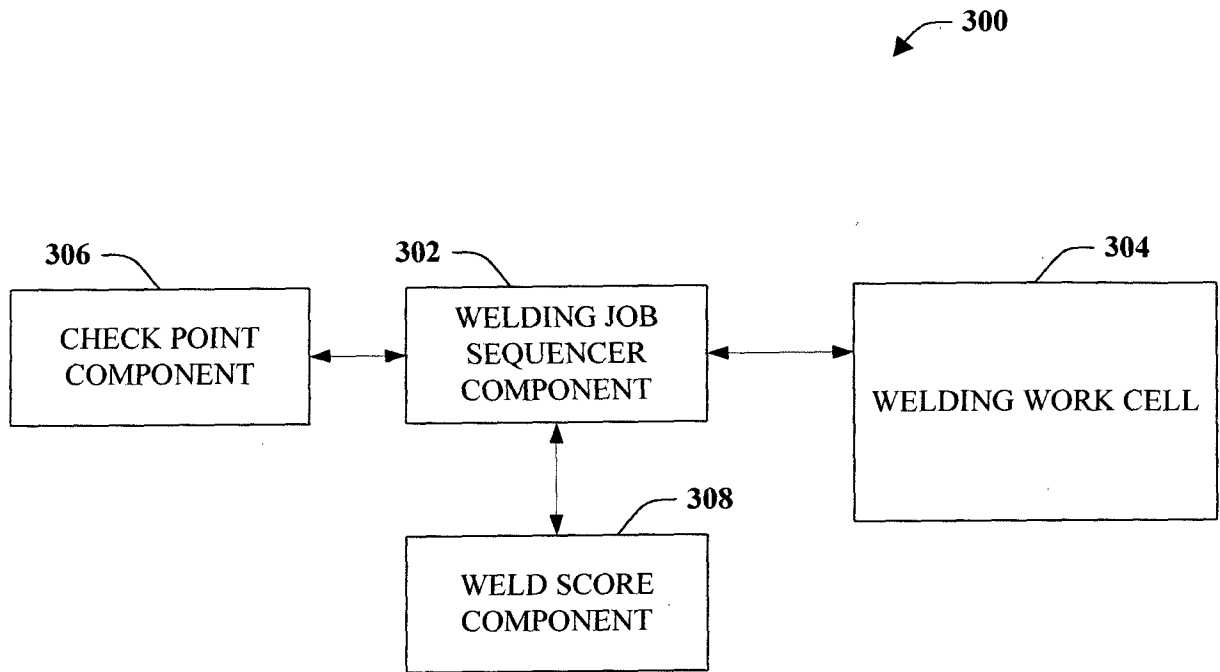 300
306
302
304
CHECK POINT
COMPONENT
WELDING JOB
SEQUENCER
COMPONENT
WELDING WORK CELL
308
WELD SCORE
COMPONENT